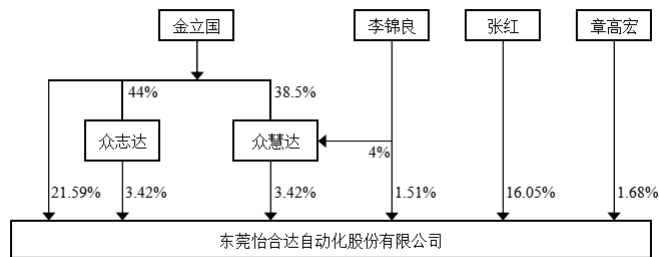 金立国
李锦良
张红
章高宏
44%
38.5%
众志达
众慧达
4%
21.59%
3.42%
3.42%
1.51%
16.05%
1.68%
东莞怡合达自动化股份有限公司